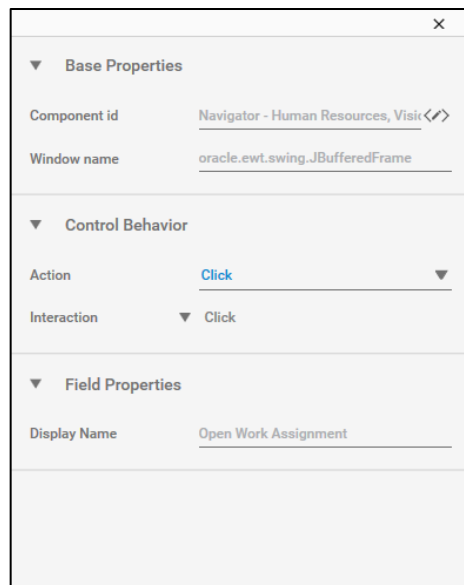 Base Properties
Component id Navigator - Human Resources,
Window name oracle.ewt.swing.JBufferedFrame
Control Behavior
Action Click
Interaction Click
Field Properties
Display Name Open Work Assignment